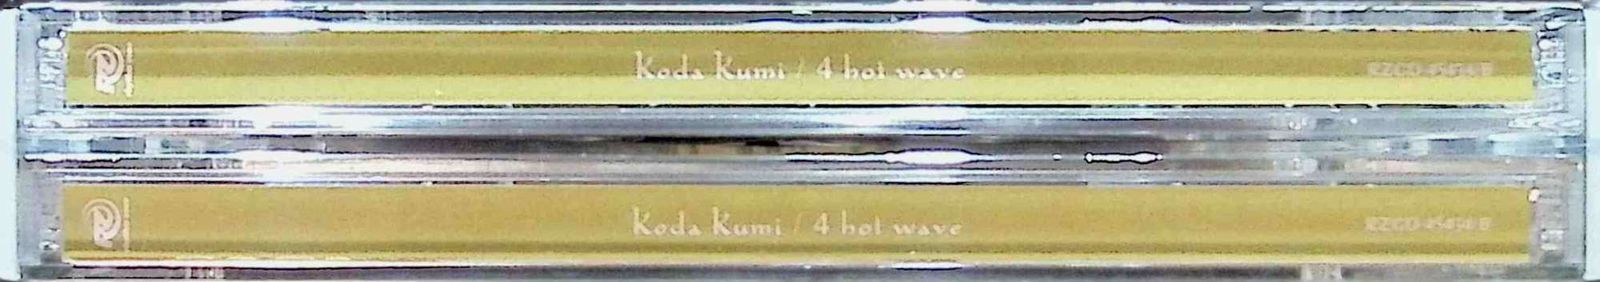 Koda Kumi / 4 hot wave
Koda Kumi / 4 hot wave